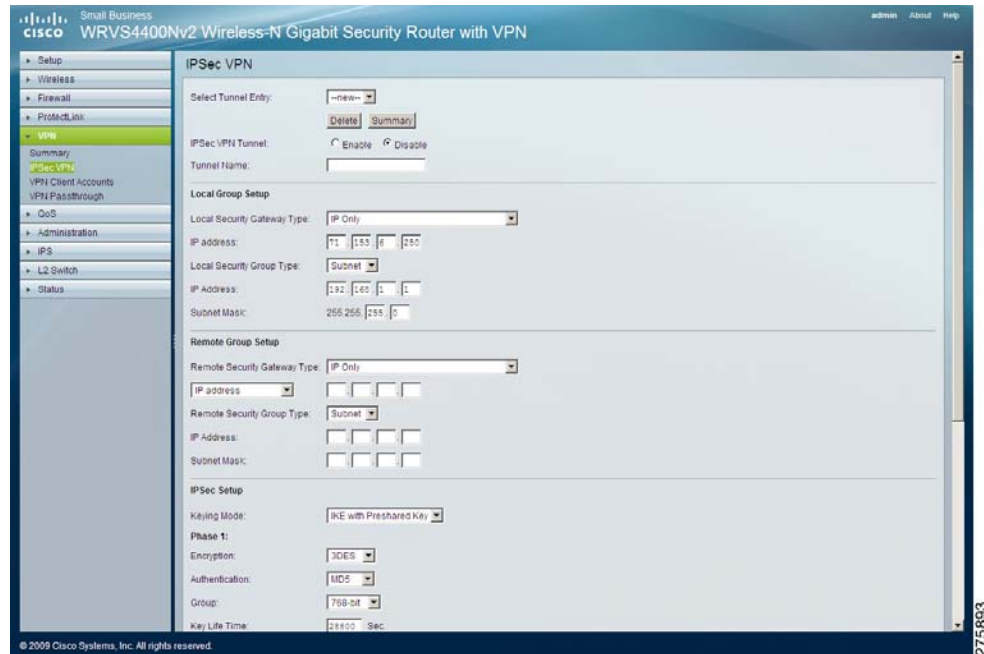 Small Business
cisco WRVS4400Nv2 Wireless-N Gigabit Security Router with VPN
admin About Help
Setup
Wireless
Firewall
ProtectLink
VPN
Summary
IPSec VPN
VPN Client Accounts
VPN Passthrough
QoS
Administration
IPS
L2 Switch
Status
IPSec VPN
Select Tunnel Entry: --new--
Delete Summary
IPSec VPN Tunnel: Enable Disable
Tunnel Name:
Local Group Setup
Local Security Gateway Type: IP Only
IP address: 71 . 153 . 6 . 250
Local Security Group Type: Subnet
IP Address: 192 . 168 . 1 . 1
Subnet Mask: 255.255. 255 . 0
Remote Group Setup
Remote Security Gateway Type: IP Only
IP address . . .
Remote Security Group Type: Subnet
IP Address: . . .
Subnet Mask: . . .
IPSec Setup
Keying Mode: IKE with Preshared Key
Phase 1:
Encryption: 3DES
Authentication: MD5
Group: 768-bit
Key Life Time: 28800 Sec.
© 2009 Cisco Systems, Inc. All rights reserved.
275893